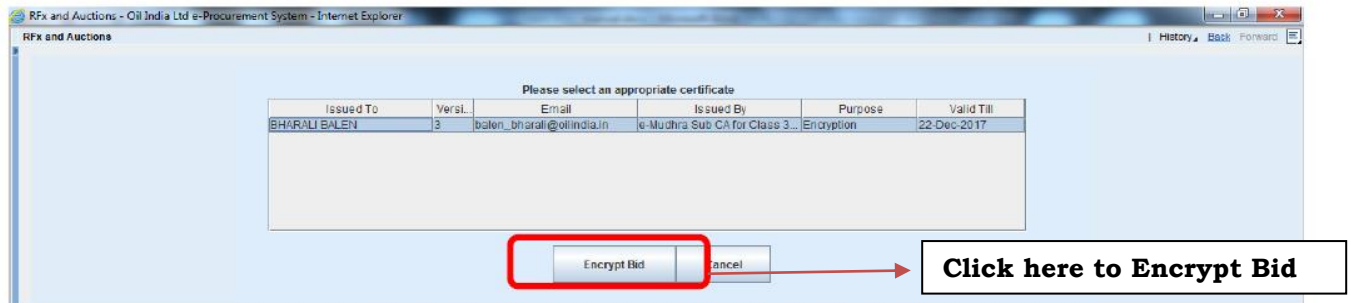 RFx and Auctions - Oil India Ltd e-Procurement System - Internet Explorer
RFx and Auctions | History Back Forward
Please select an appropriate certificate
Issued To Versi... Email Issued By Purpose Valid Till
BHARALI BALEN 3 balen_bharali@oilindia.in e-Mudhra Sub CA for Class 3... Encryption 22-Dec-2017
Encrypt Bid Cancel
Click here to Encrypt Bid